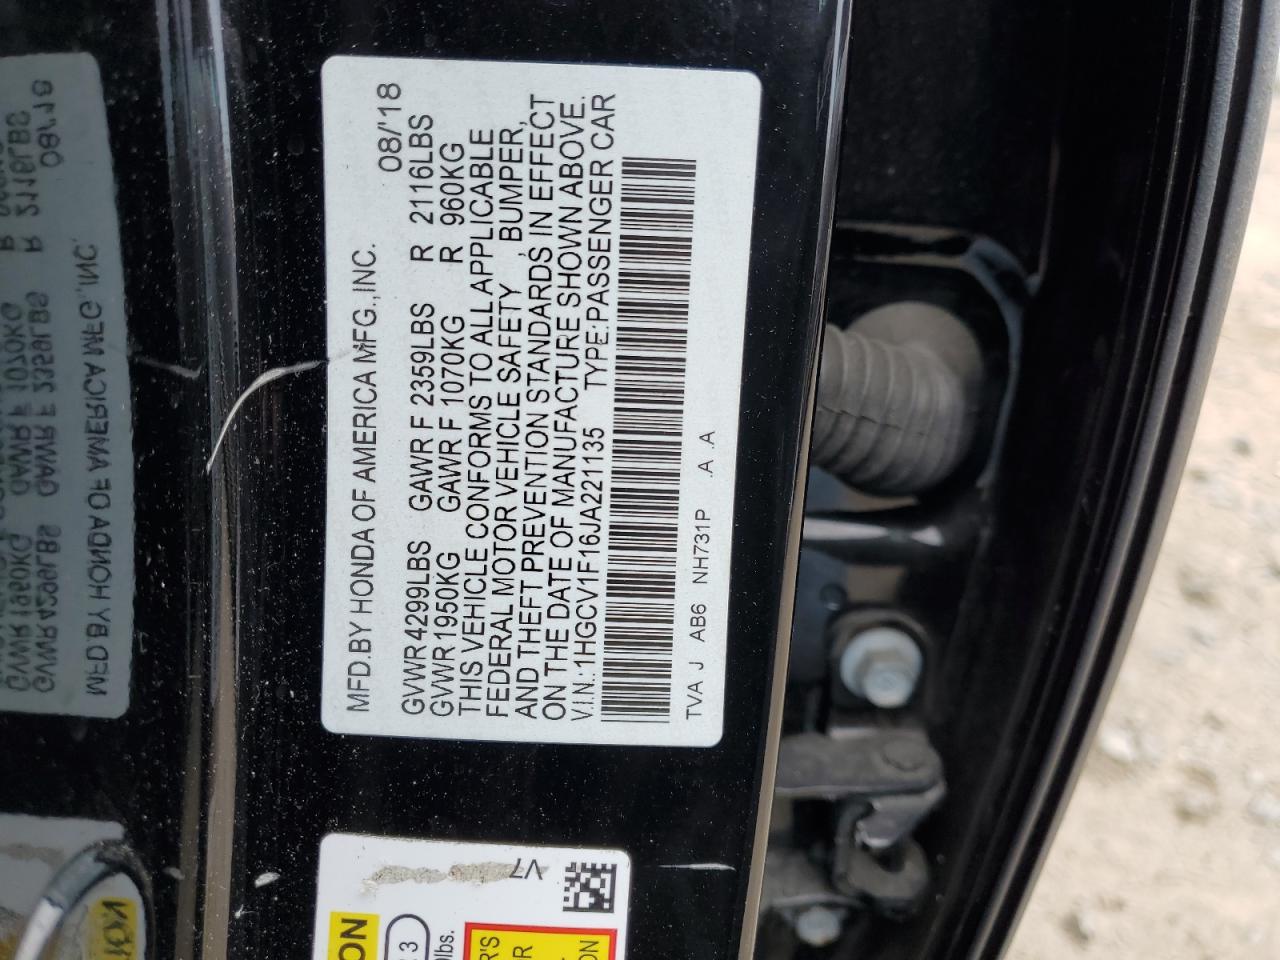 MFD.BY HONDA OF AMERICA MFG.,INC. 08/'18
GVWR 4299LBS GAWR F 2359LBS R 2116LBS
GVWR 1950KG GAWR F 1070KG R 960KG
THIS VEHICLE CONFORMS TO ALL APPLICABLE
FEDERAL MOTOR VEHICLE SAFETY , BUMPER,
AND THEFT PREVENTION STANDARDS IN EFFECT
ON THE DATE OF MANUFACTURE SHOWN ABOVE.
V.I.N.:1HGCV1F16JA221135 TYPE:PASSENGER CAR
TVA J AB6 NH731P .A .A